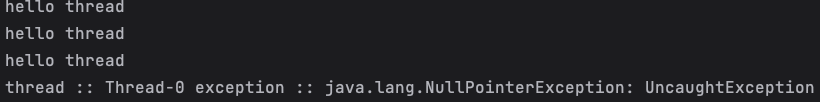 hello thread
hello thread
hello thread
thread :: Thread-0 exception :: java.lang.NullPointerException: UncaughtException